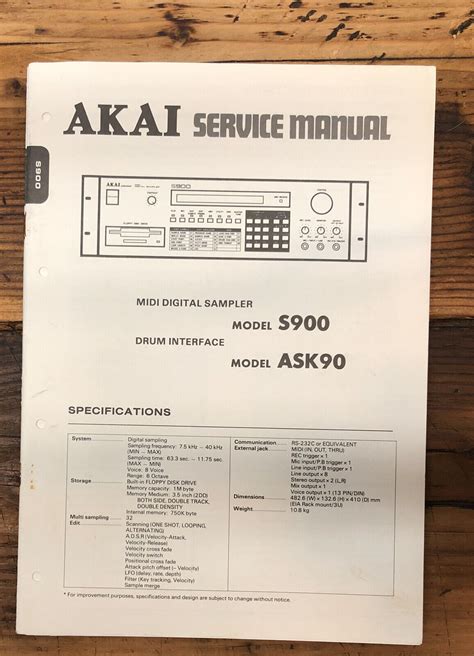 AKAI SERVICE MANUAL
S900
AKAI
S900
MIDI DIGITAL SAMPLER
MODEL S900
DRUM INTERFACE
MODEL ASK90
SPECIFICATIONS
System Digital sampling
Sampling frequency: 7.5 kHz – 40 kHz
(MIN – MAX)
Sampling time: 63.3 sec. – 11.75 sec.
(MAX – MIN)
Voice: 8 Voice
Range: 6 Octave
Storage Built-in FLOPPY DISK DRIVE
Memory capacity: 1M byte
Memory Medium: 3.5 inch (2DD)
BOTH SIDE, DOUBLE TRACK,
DOUBLE DENSITY
Internal memory: 750K byte
Multi sampling 32
Edit Scanning (ONE SHOT, LOOPING,
ALTERNATING)
A.D.S.R (Velocity-Attack,
Velocity-Release)
Velocity cross fade
Velocity switch
Positional cross fade
Attack pitch offset (– Velocity)
LFO (delay, rate, depth)
Filter (Key tracking, Velocity)
Sample merge
Communication RS-232C or EQUIVALENT
External jack MIDI (IN, OUT, THRU)
REC trigger x 1
Mic input/P.B trigger x 1
Line input/P.B trigger x 1
Line output x 8
Stereo output x 2 (L,R)
Mix output x 1
Voice output x 1 (13 PIN/DIN)
Dimensions 482.6 (W) x 132.6 (H) x 410 (D) mm
(EIA Rack mount/3U)
Weight 10.8 kg
* For improvement purposes, specifications and design are subject to change without notice.